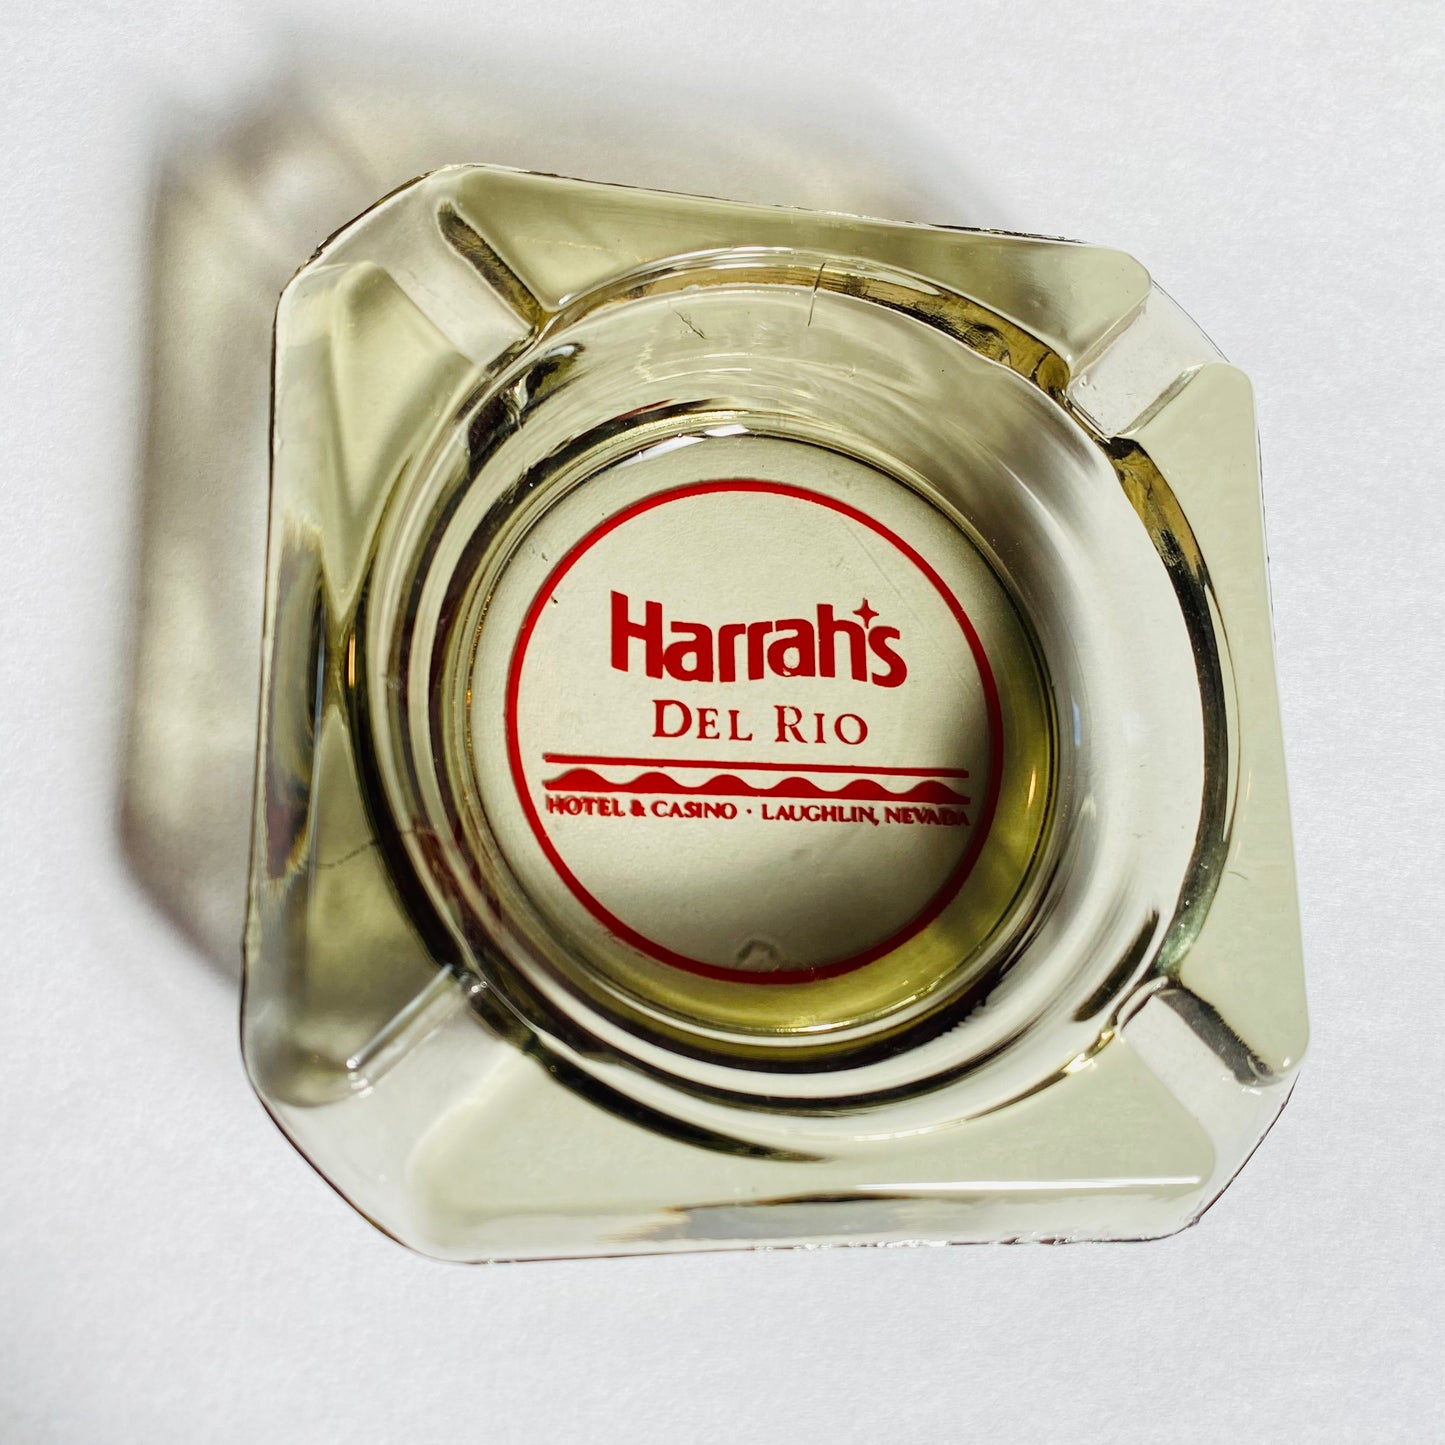 Harrah's
DEL RIO
HOTEL & CASINO · LAUGHLIN, NEVADA